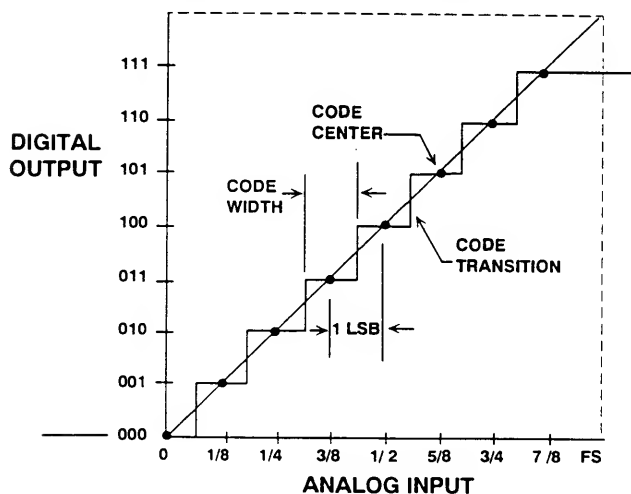 111
110
CODE
CENTER
DIGITAL
OUTPUT
101
CODE
WIDTH
100
CODE
TRANSITION
011
1 LSB
010
001
000
0 1/8 1/4 3/8 1/2 5/8 3/4 7/8 FS
ANALOG INPUT